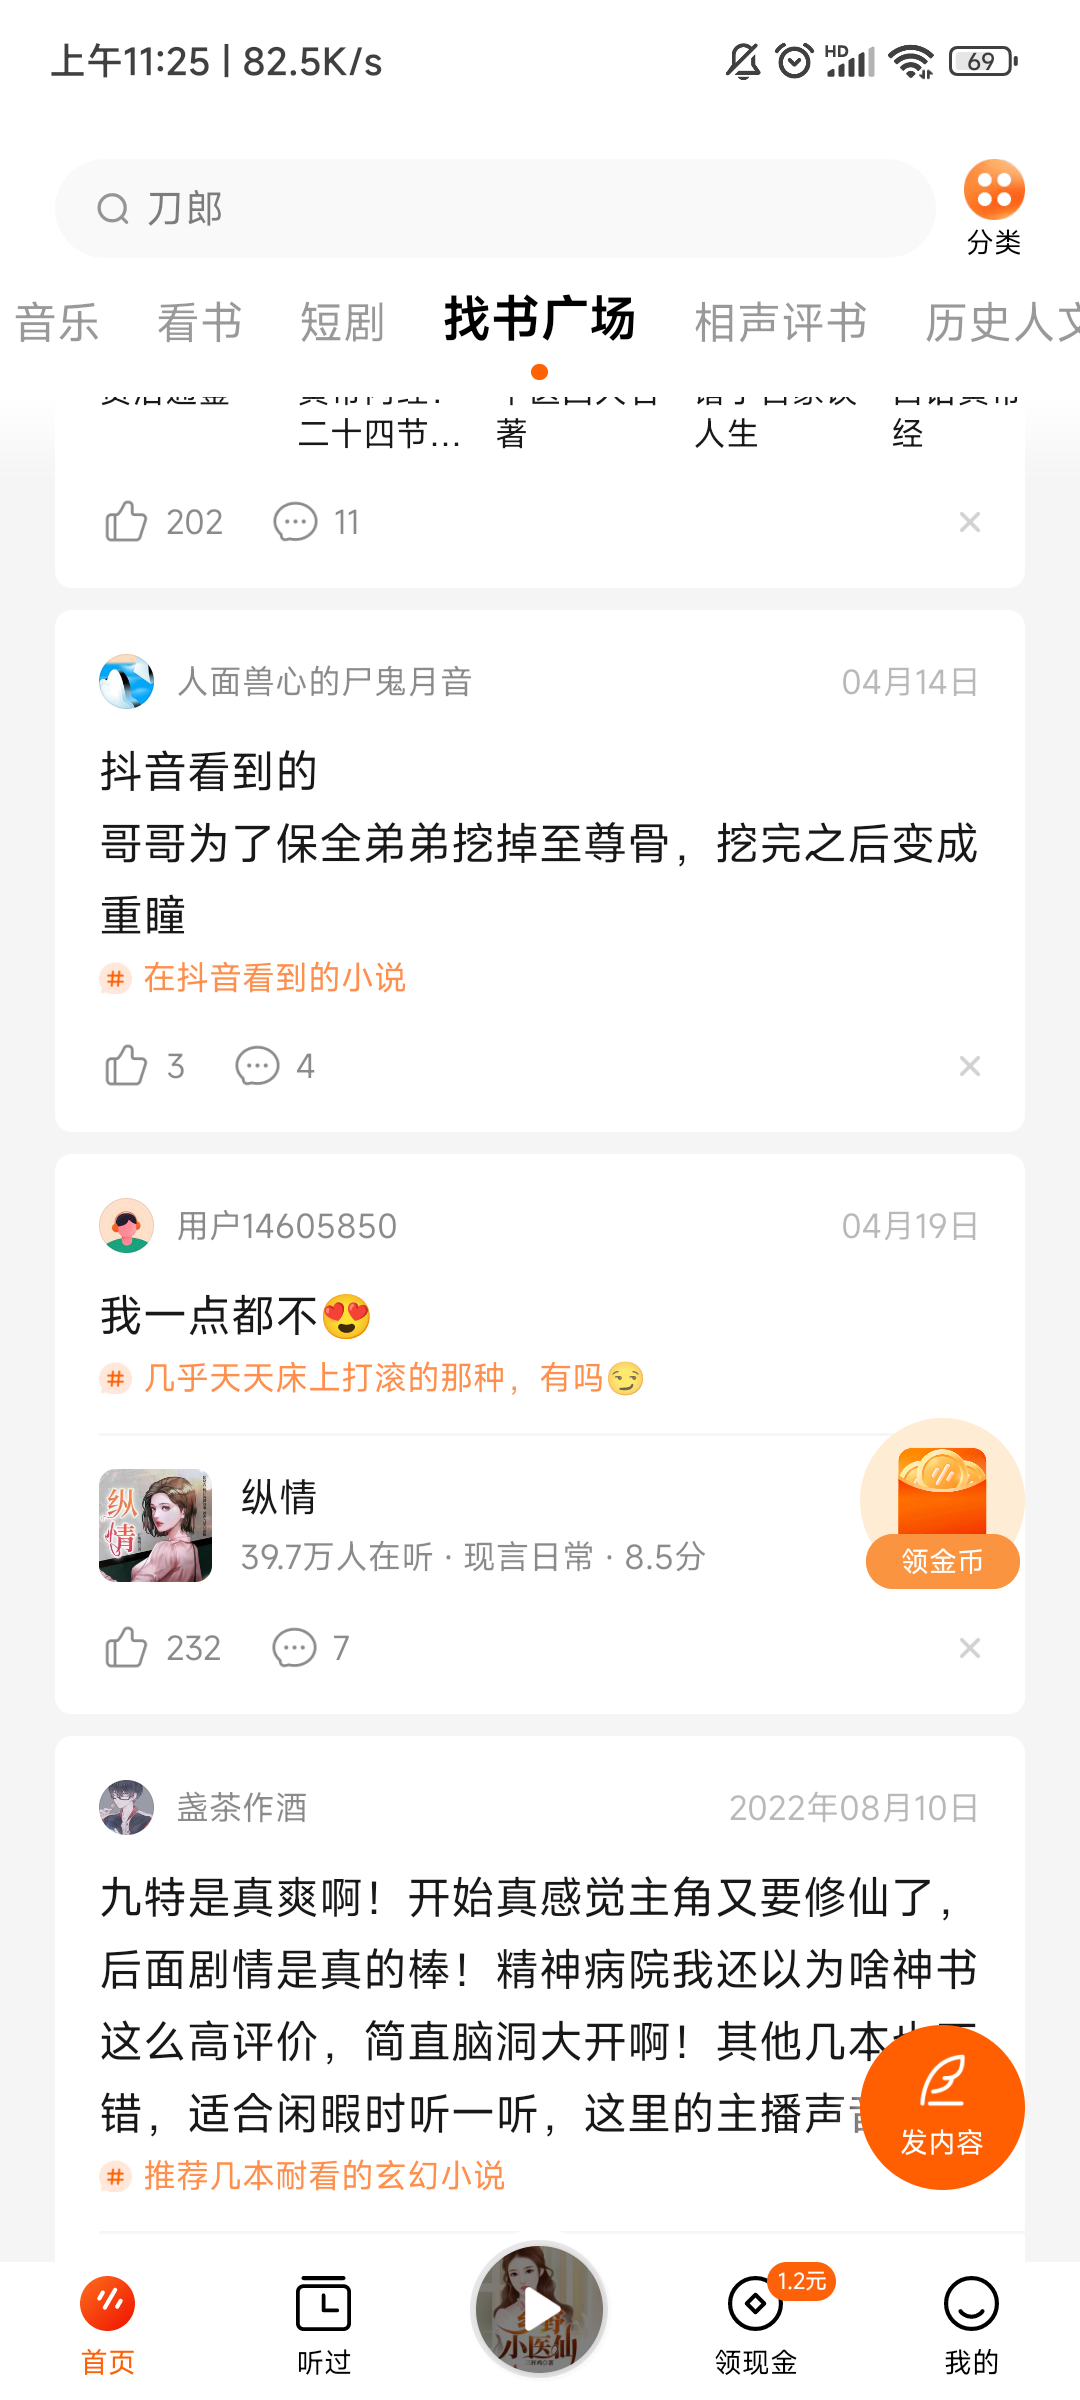 上午11:25 | 82.5K/s
HD
69
刀郎
分类
音乐 看书 短剧 找书广场 相声评书 历史人文
二十四节... 著 人生 经
202 11
人面兽心的尸鬼月音 04月14日
抖音看到的
哥哥为了保全弟弟挖掉至尊骨，挖完之后变成
重瞳
# 在抖音看到的小说
3 4
用户14605850 04月19日
我一点都不😍
# 几乎天天床上打滚的那种，有吗😏
纵情
纵情
39.7万人在听 · 现言日常 · 8.5分
领金币
232 7
盏茶作酒 2022年08月10日
九特是真爽啊！开始真感觉主角又要修仙了，
后面剧情是真的棒！精神病院我还以为啥神书
这么高评价，简直脑洞大开啊！其他几本
错，适合闲暇时听一听，这里的主播声
发内容
# 推荐几本耐看的玄幻小说
小医仙
1.2元
首页 听过 领现金 我的